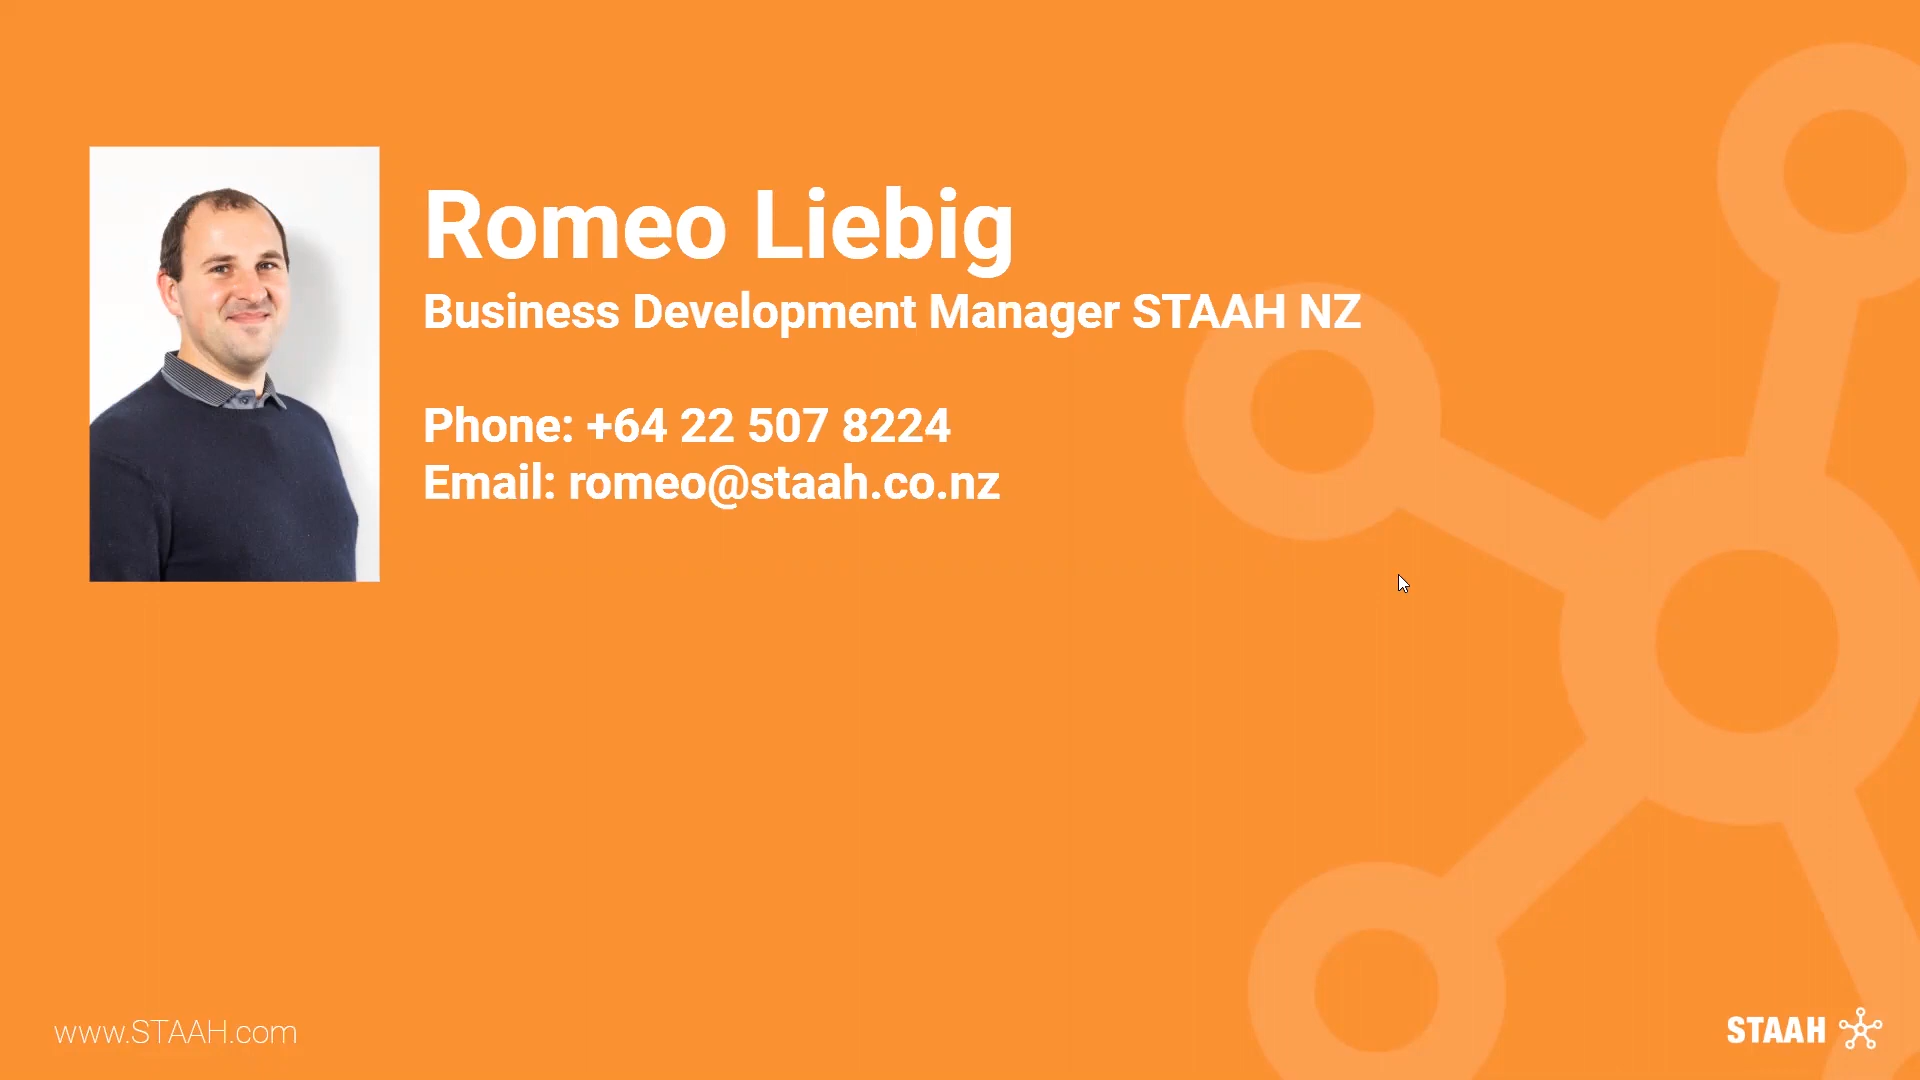 Romeo Liebig
Business Development Manager STAAH NZ
Phone: +64 22 507 8224
Email: romeo@staah.co.nz
www.STAAH.com
STAAH